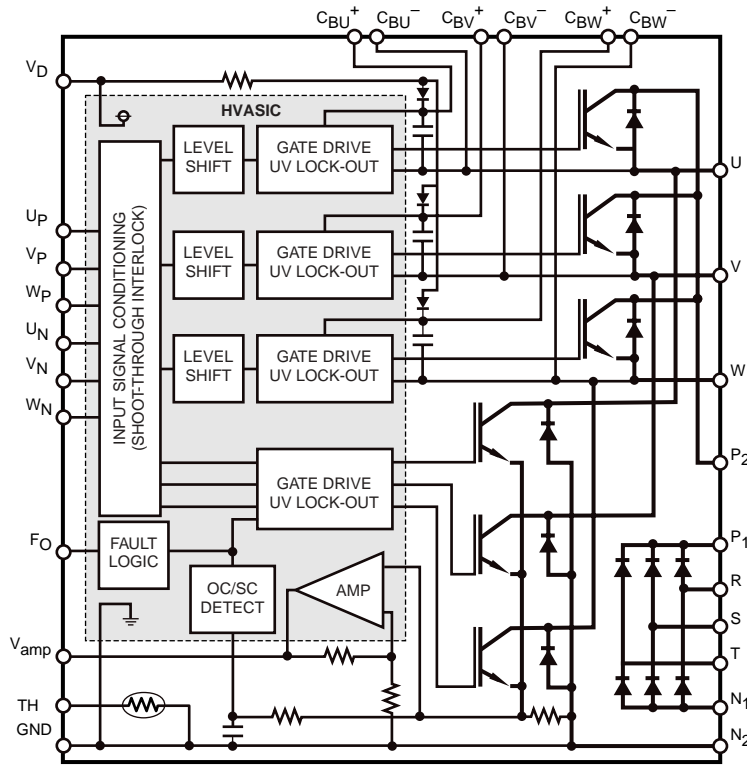 CBU+ CBU– CBV+ CBV– CBW+ CBW–
VD
HVASIC
LEVEL
SHIFT
GATE DRIVE
UV LOCK-OUT
U
UP
VP
WP
UN
VN
WN
INPUT SIGNAL CONDITIONING
(SHOOT-THROUGH INTERLOCK)
LEVEL
SHIFT
GATE DRIVE
UV LOCK-OUT
V
LEVEL
SHIFT
GATE DRIVE
UV LOCK-OUT
W
GATE DRIVE
UV LOCK-OUT
P2
FO
FAULT
LOGIC
OC/SC
DETECT
AMP
P1
R
S
T
N1
N2
Vamp
TH
GND